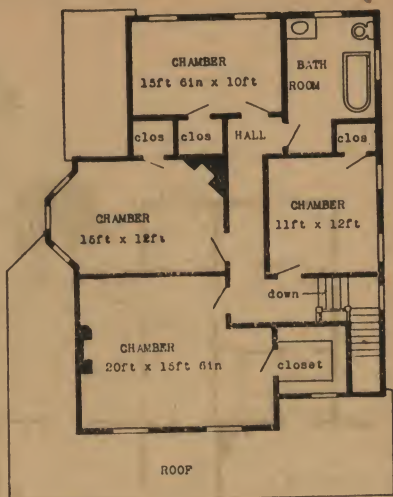 CHAMBER
15ft 6in x 10ft
BATH
ROOM
clos
clos
HALL
clos
CHAMBER
15ft x 12ft
CHAMBER
11ft x 12ft
down
CHAMBER
20ft x 15ft 6in
closet
ROOF